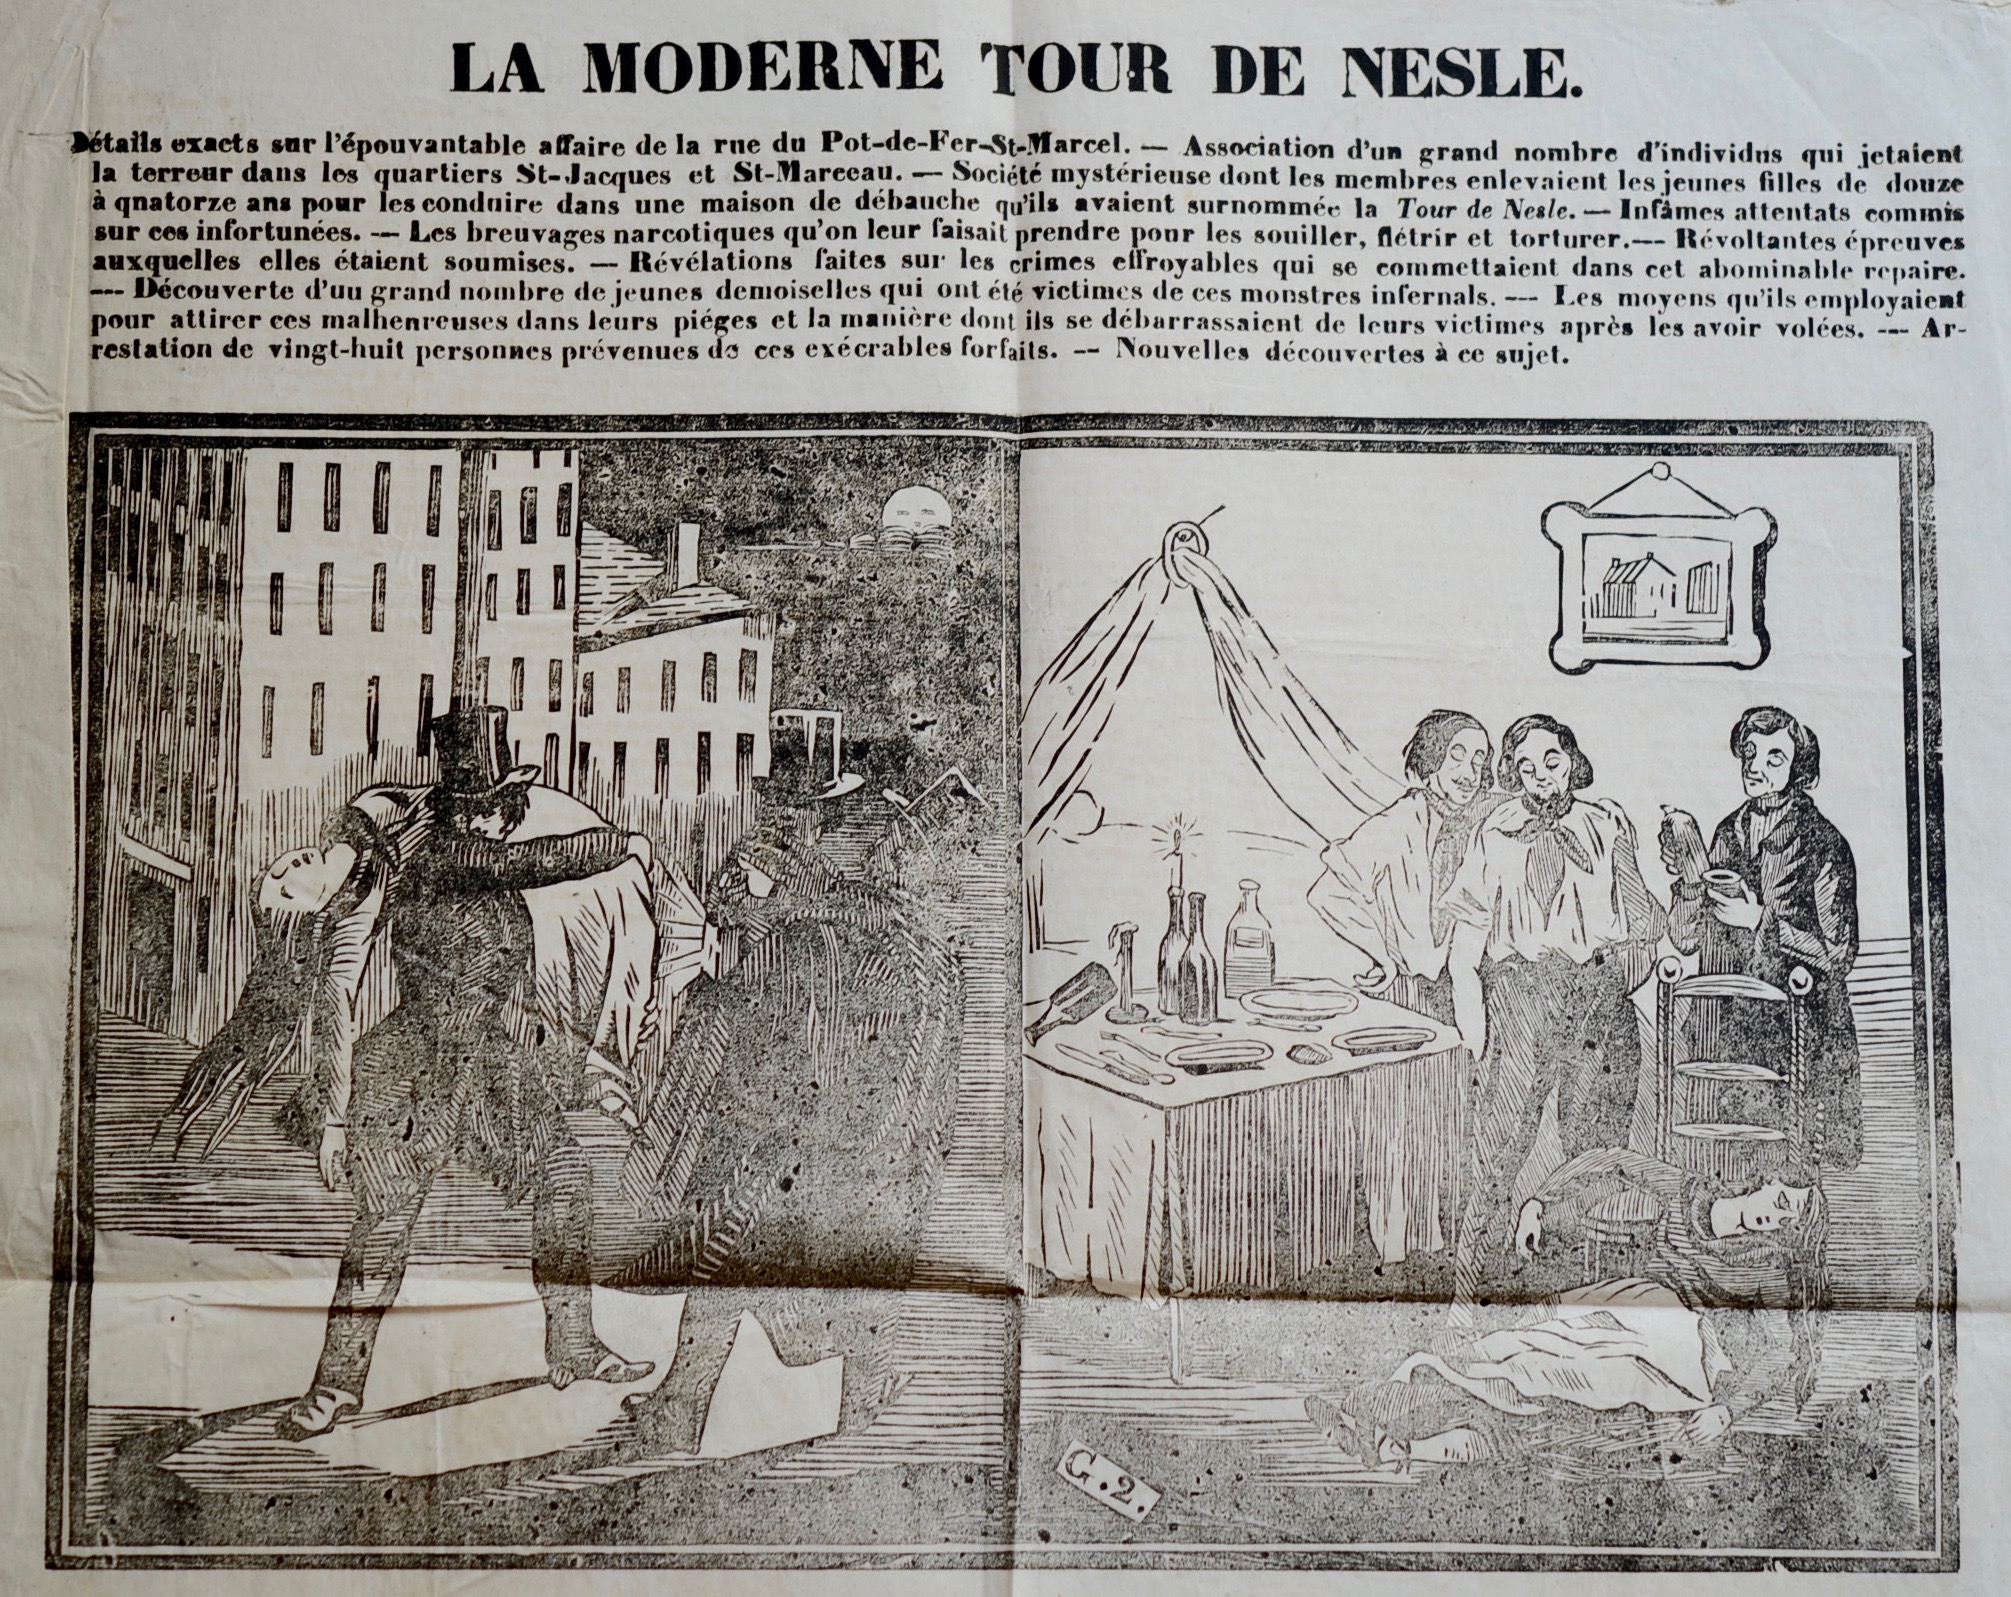 LA MODERNE TOUR DE NESLE.
Détails exacts sur l'épouvantable affaire de la rue du Pot-de-Fer-St-Marcel. — Association d'un grand nombre d'individus qui jetaient
la terreur dans les quartiers St-Jacques et St-Marceau. — Société mystérieuse dont les membres enlevaient les jeunes filles de douze
à qnatorze ans pour les conduire dans une maison de débauche qu'ils avaient surnommée la Tour de Nesle. — Infâmes attentats commis
sur ces infortunées. — Les breuvages narcotiques qu'on leur faisait prendre pour les souiller, flétrir et torturer. — Révoltantes épreuves
auxquelles elles étaient soumises. — Révélations faites sur les crimes effroyables qui se commettaient dans cet abominable repaire.
— Découverte d'uu grand nombre de jeunes demoiselles qui ont été victimes de ces monstres infernals. — Les moyens qu'ils employaient
pour attirer ces malhenreuses dans leurs piéges et la manière dont ils se débarrassaient de leurs victimes après les avoir volées. — Ar-
restation de vingt-huit personnes prévenues de ces exécrables forfaits. — Nouvelles découvertes à ce sujet.
G.2.